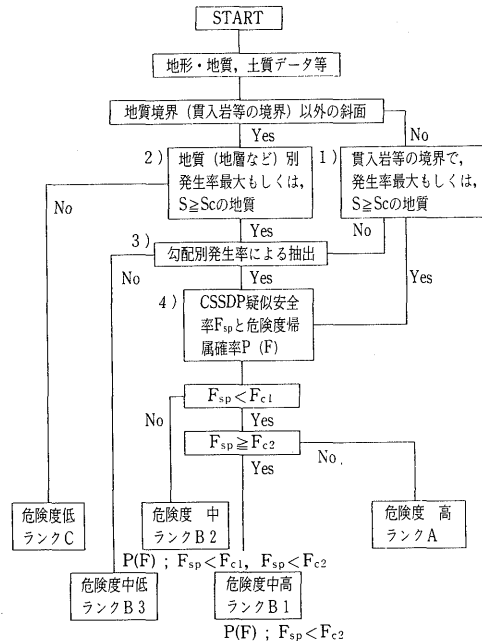 START
地形・地質，土質データ等
地質境界（貫入岩等の境界）以外の斜面
Yes
No
2）
地質（地層など）別
発生率最大もしくは，
S≧Scの地質
1）
貫入岩等の境界で，
発生率最大もしくは，
S≧Scの地質
No
Yes
No
3）
勾配別発生率による抽出
No
Yes
Yes
4）
CSSDP疑似安全
率Fspと危険度帰
属確率P（F）
Fsp＜Fc1
No
Yes
Fsp≧Fc2
Yes
No
危険度低
ランクC
危険度 中
ランクB2
危険度 高
ランクA
P(F)；Fsp＜Fc1，Fsp＜Fc2
危険度中低
ランクB3
危険度中高
ランクB1
P(F)；Fsp＜Fc2